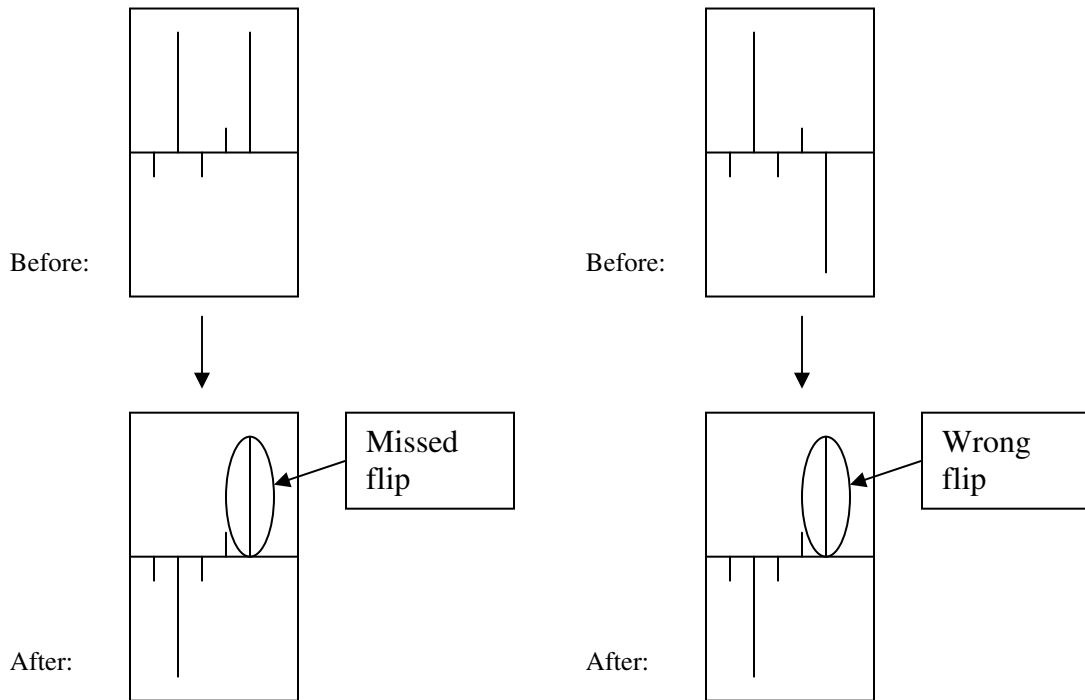 Before:
Before:
Missed
flip
Wrong
flip
After:
After: